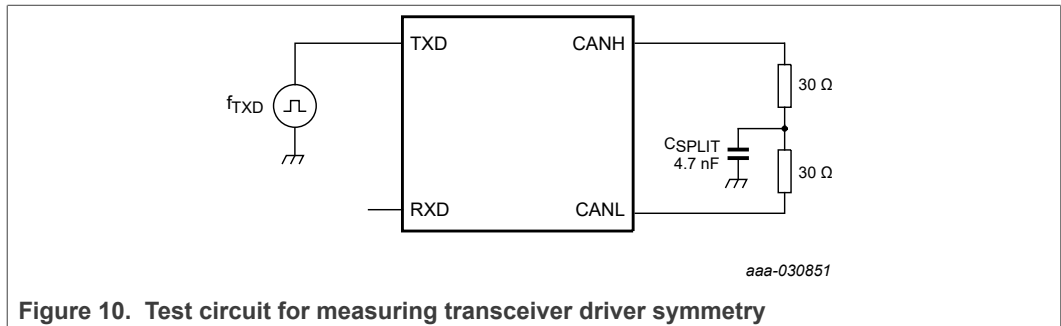 TXD
CANH
30 Ω
fTXD
CSPLIT
4.7 nF
30 Ω
RXD
CANL
aaa-030851
Figure 10. Test circuit for measuring transceiver driver symmetry